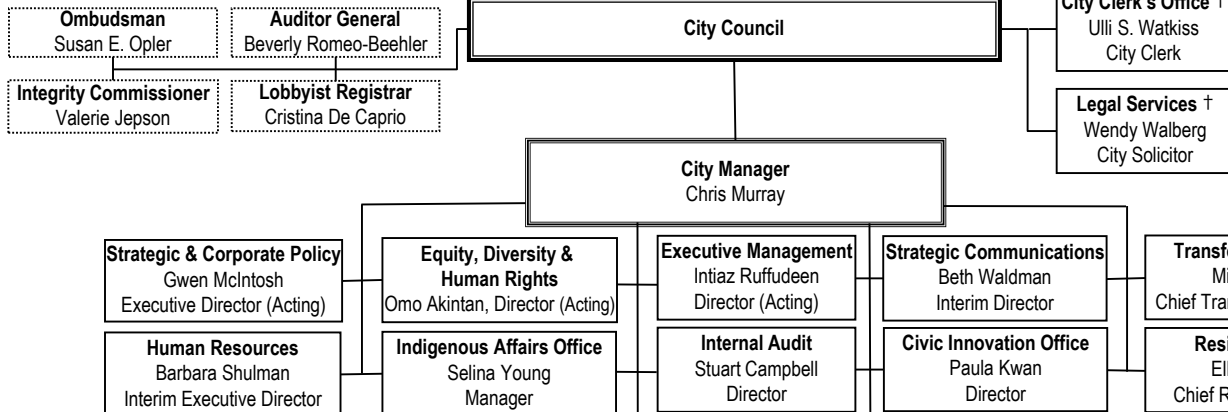 Ombudsman
Susan E. Opler
Auditor General
Beverly Romeo-Beehler
City Council
City Clerk's Office †
Ulli S. Watkiss
City Clerk
Integrity Commissioner
Valerie Jepson
Lobbyist Registrar
Cristina De Caprio
Legal Services †
Wendy Walberg
City Solicitor
City Manager
Chris Murray
Strategic & Corporate Policy
Gwen McIntosh
Executive Director (Acting)
Equity, Diversity &
Human Rights
Omo Akintan, Director (Acting)
Executive Management
Intiaz Ruffudeen
Director (Acting)
Strategic Communications
Beth Waldman
Interim Director
Human Resources
Barbara Shulman
Interim Executive Director
Indigenous Affairs Office
Selina Young
Manager
Internal Audit
Stuart Campbell
Director
Civic Innovation Office
Paula Kwan
Director
Chief